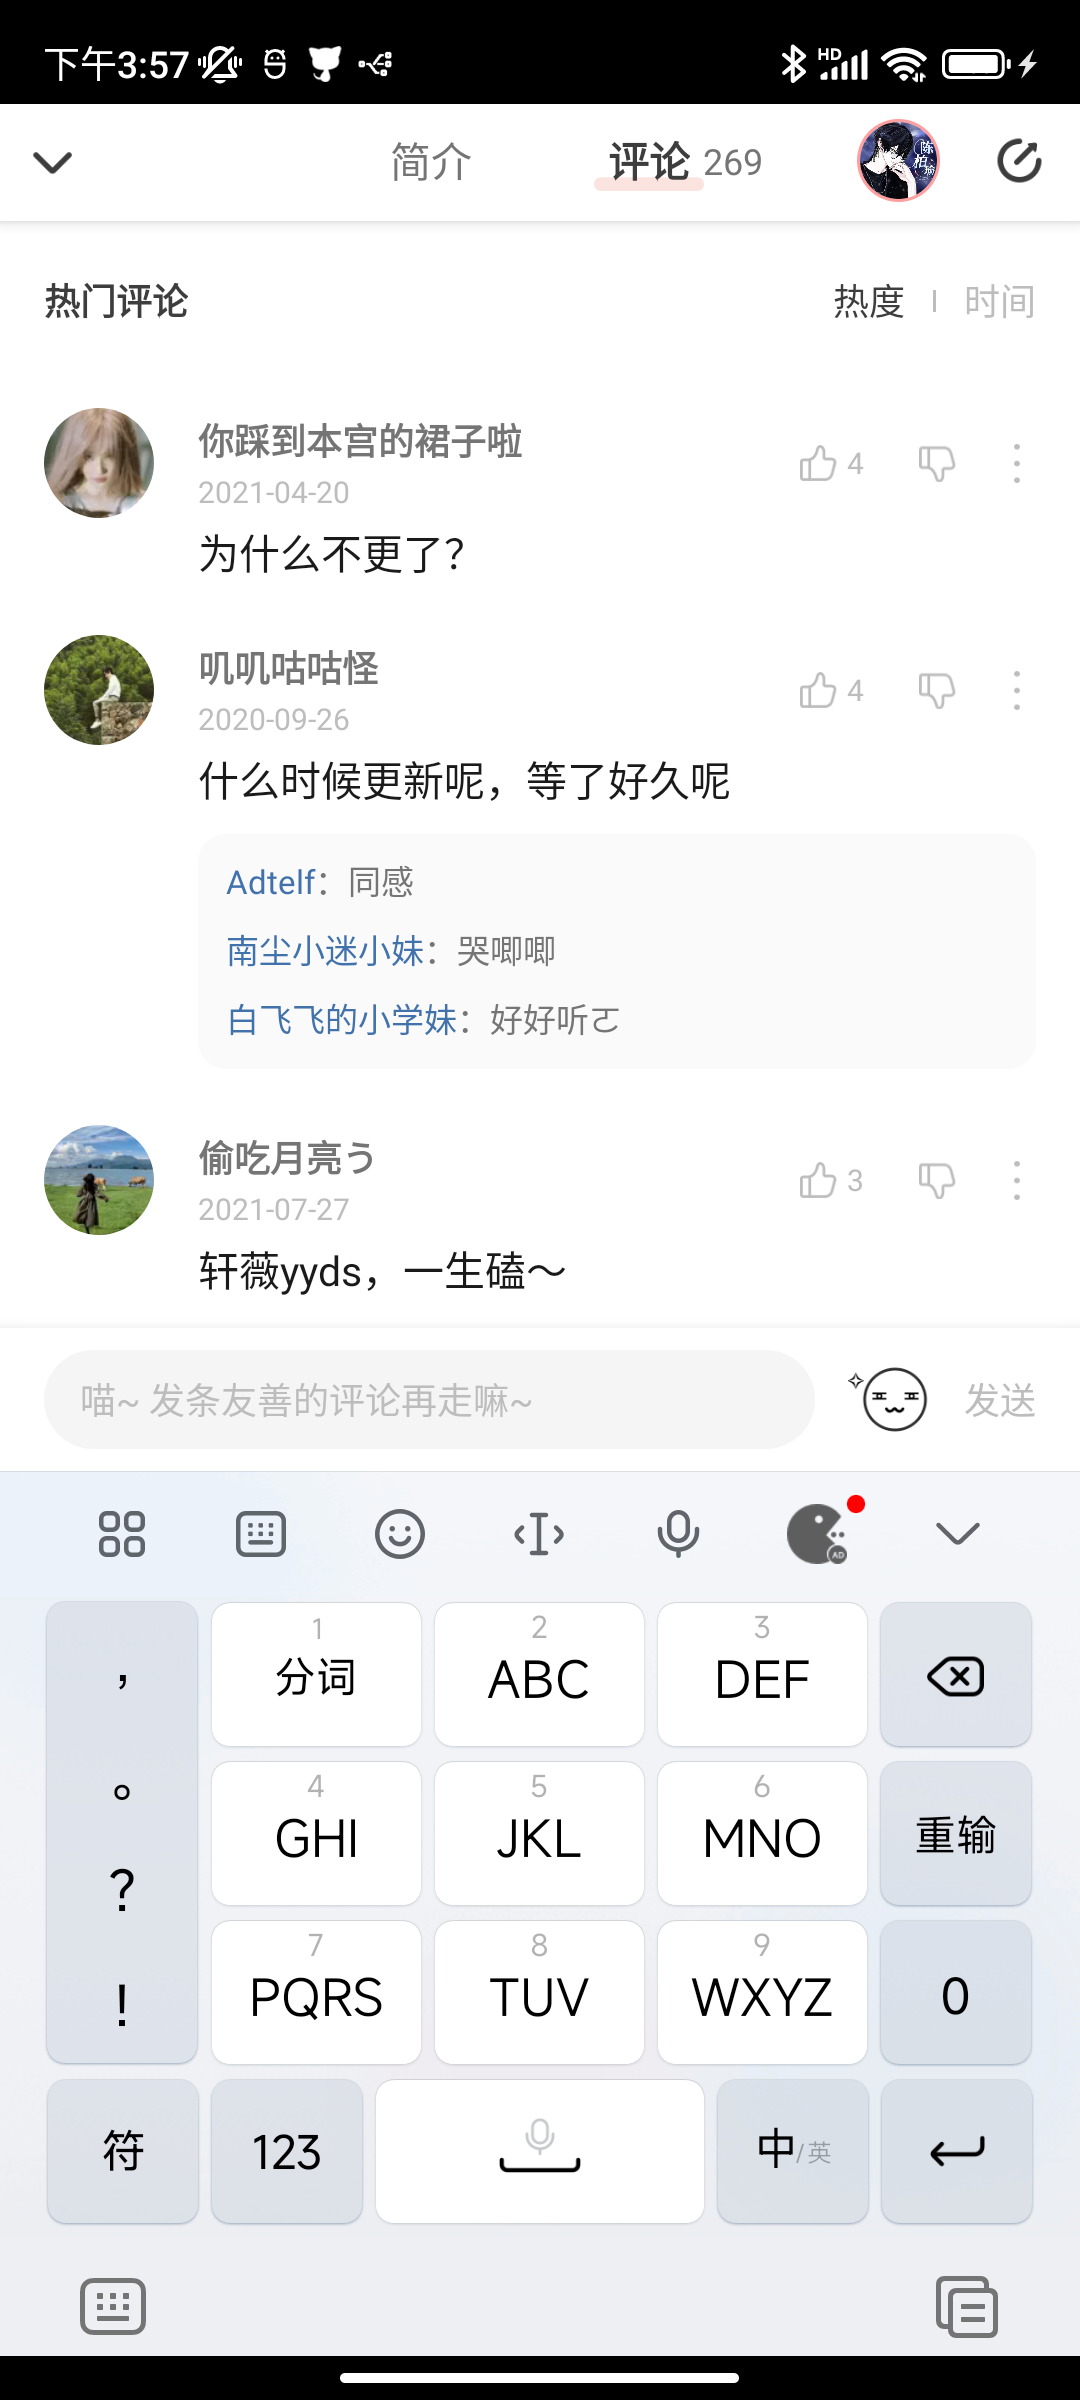 下午3:57
HD
简介
评论 269
陈柏瑜
热门评论
热度 | 时间
你踩到本宫的裙子啦
2021-04-20
4
为什么不更了?
叽叽咕咕怪
2020-09-26
4
什么时候更新呢，等了好久呢
Adtelf：同感
南尘小迷小妹：哭唧唧
白飞飞的小学妹：好好听ㄛ
偷吃月亮う
2021-07-27
3
轩薇yyds，一生磕～
喵~ 发条友善的评论再走嘛~
发送
AD
，
。
?
!
1
分词
2
ABC
3
DEF
4
GHI
5
JKL
6
MNO
重输
7
PQRS
8
TUV
9
WXYZ
0
符
123
中/英